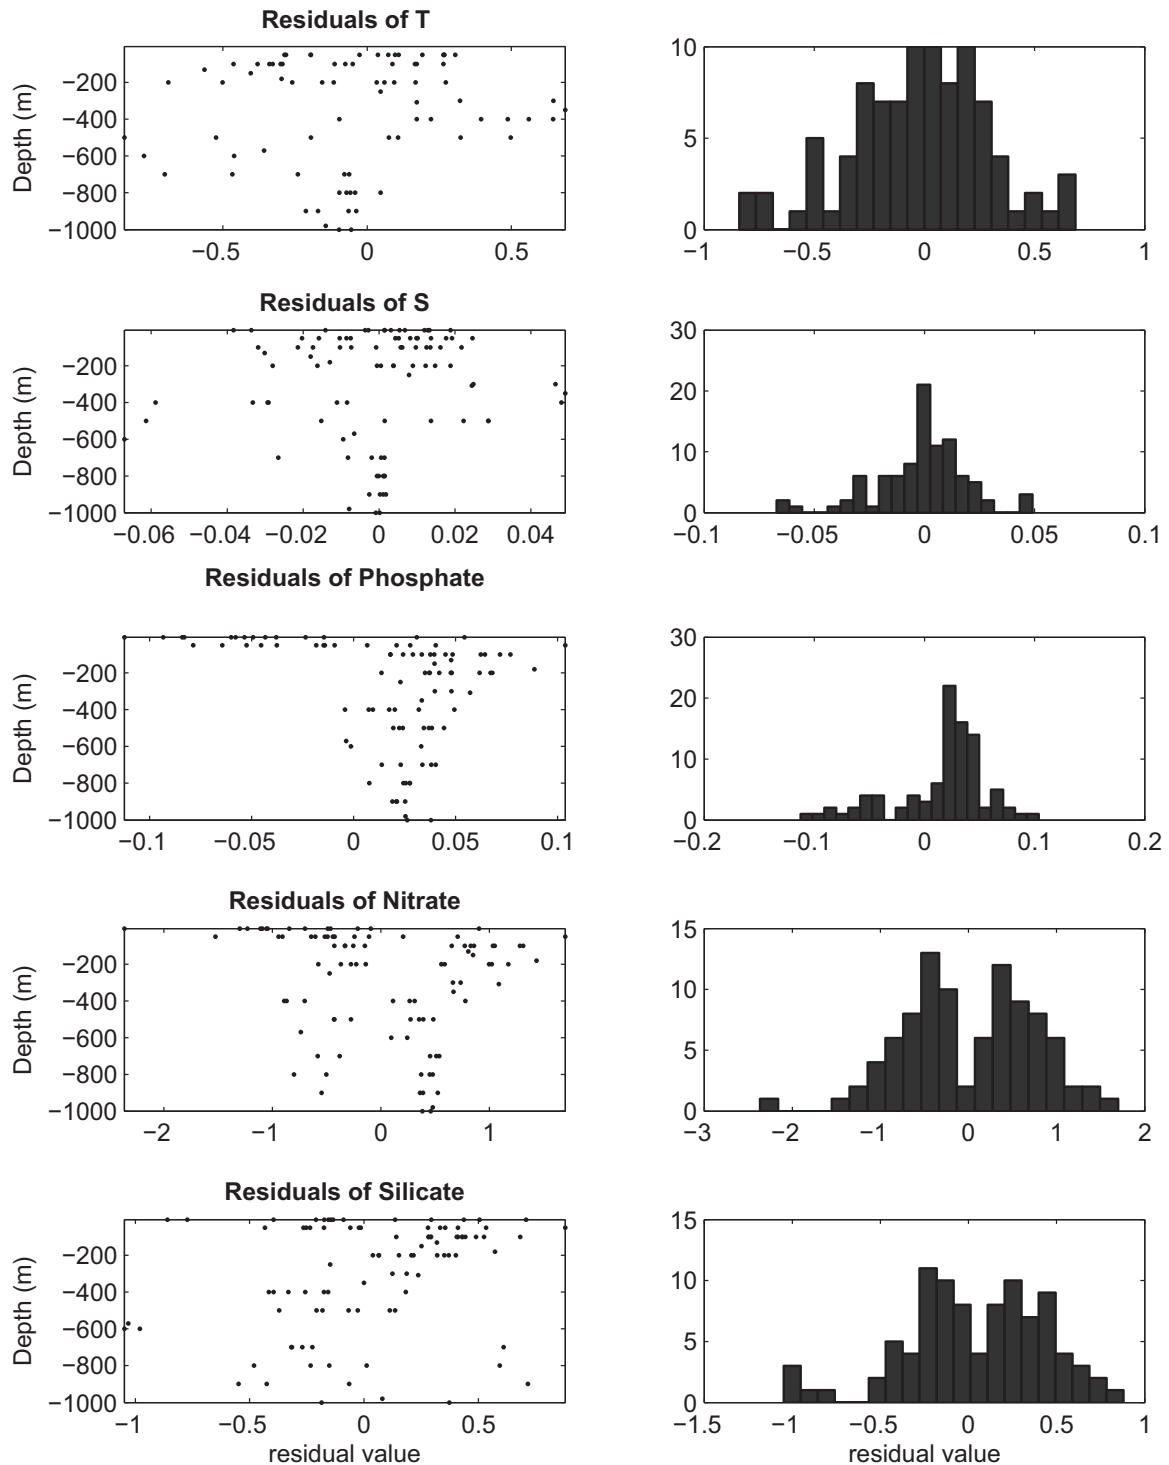 Residuals of T
Depth (m)
−200
−400
−600
−800
−1000
−0.5 0 0.5
10
5
0
−1 −0.5 0 0.5 1
Residuals of S
Depth (m)
−200
−400
−600
−800
−1000
−0.06 −0.04 −0.02 0 0.02 0.04
30
20
10
0
−0.1 −0.05 0 0.05 0.1
Residuals of Phosphate
Depth (m)
−200
−400
−600
−800
−1000
−0.1 −0.05 0 0.05 0.1
30
20
10
0
−0.2 −0.1 0 0.1 0.2
Residuals of Nitrate
Depth (m)
−200
−400
−600
−800
−1000
−2 −1 0 1
15
10
5
0
−3 −2 −1 0 1 2
Residuals of Silicate
Depth (m)
−200
−400
−600
−800
−1000
−1 −0.5 0 0.5
residual value
15
10
5
0
−1.5 −1 −0.5 0 0.5 1
residual value